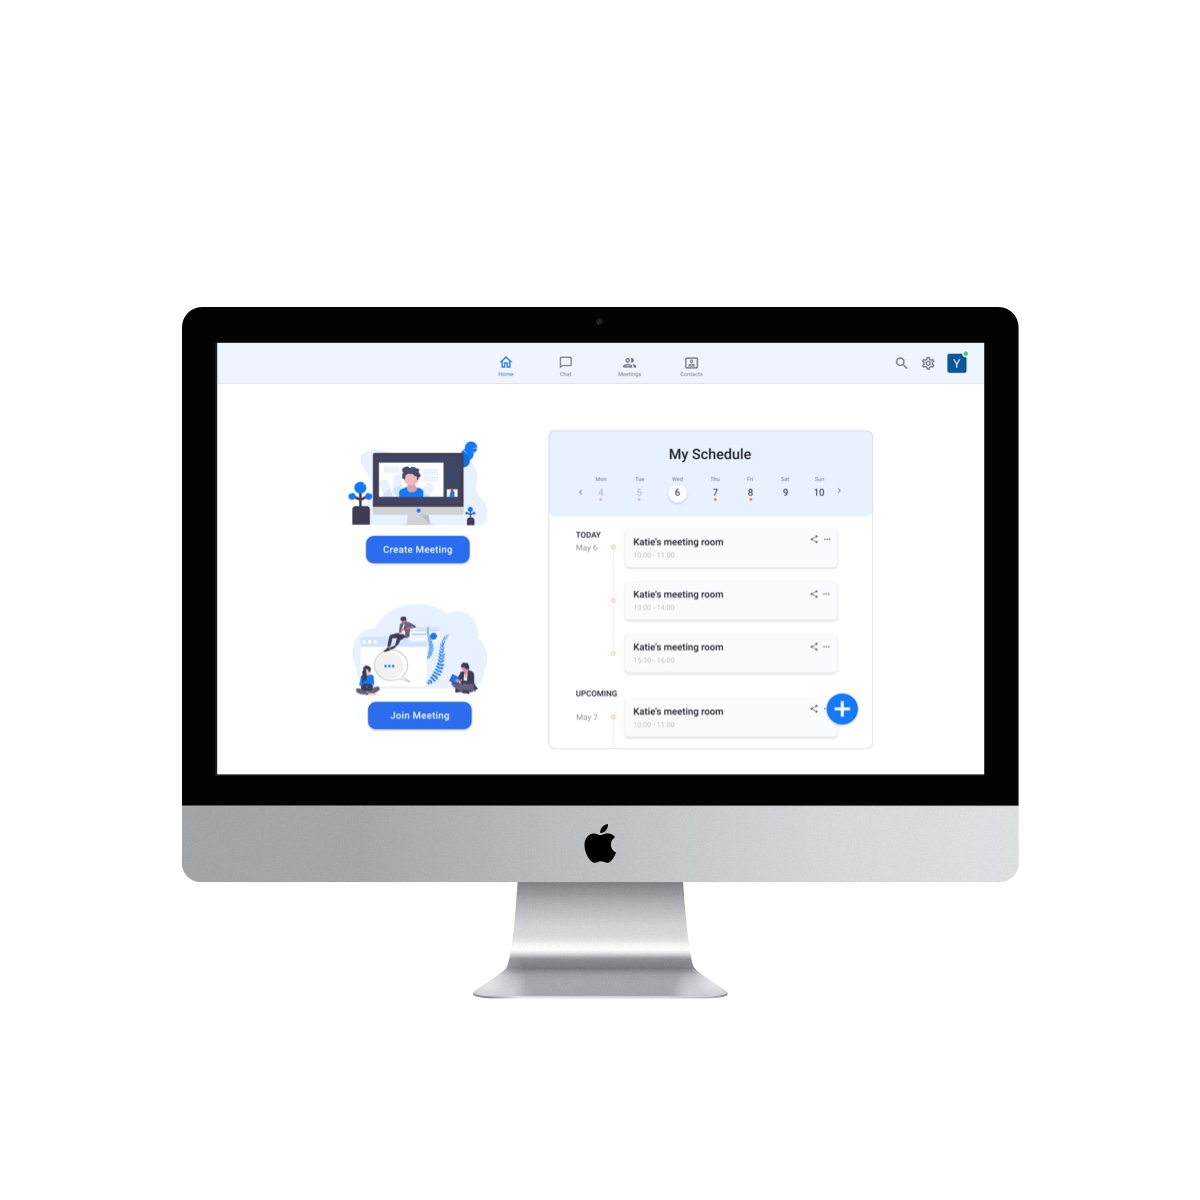 Home Chat Meetings Contacts
Y
My Schedule
Mon Tue Wed Thu Fri Sat Sun
4 5 6 7 8 9 10
TODAY
May 6
Katie's meeting room
10:00 - 11:00
Katie's meeting room
13:00 - 14:00
Katie's meeting room
15.30 - 16:00
UPCOMING
May 7
Katie's meeting room
10:00 - 11:00
Create Meeting
Join Meeting